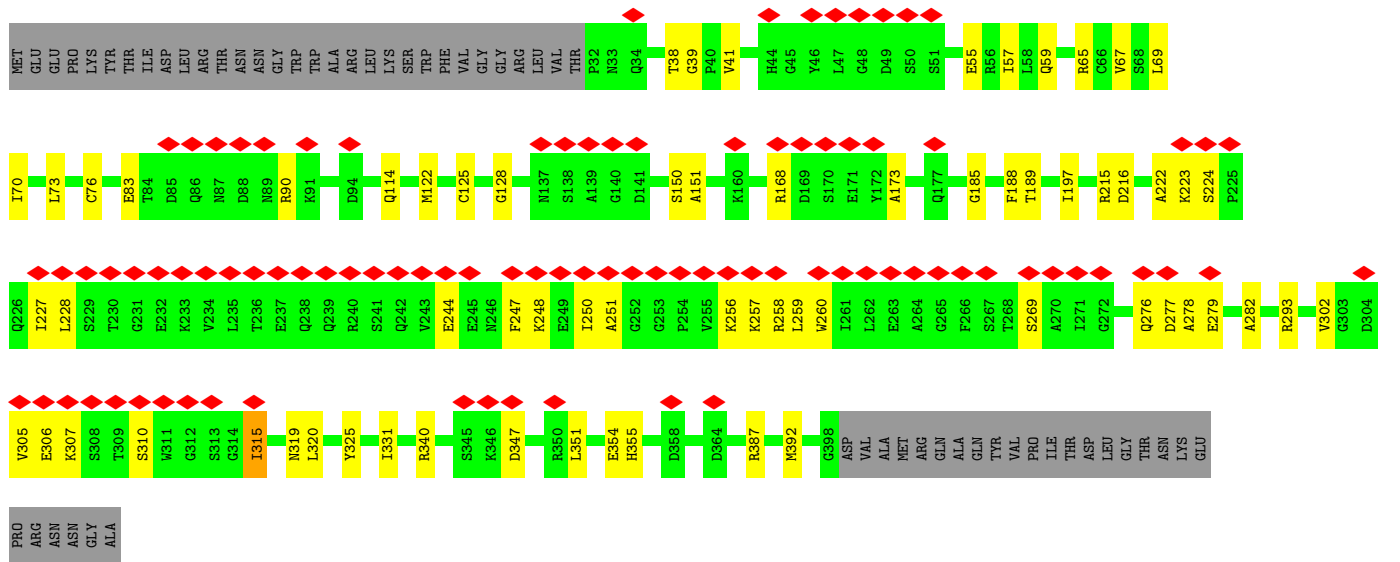 MET GLU GLU PRO LYS TYR THR ILE ASP LEU ARG THR ASN ASN GLY TRP TRP ALA ARG LEU LYS SER TRP PHE VAL GLY GLY ARG LEU VAL THR P32 N33 Q34 T38 G39 P40 V41 H44 G45 Y46 L47 G48 D49 S50 S51 E55 R56 I57 L58 Q59 R65 C66 V67 S68 L69
I70 L73 C76 E83 T84 D85 Q86 N87 D88 N89 R90 K91 D94 Q114 M122 C125 G128 N137 S138 A139 G140 D141 S150 A151 K160 R168 D169 S170 E171 Y172 A173 Q177 G185 F188 T189 I197 R215 D216 A222 K223 S224 P225
Q226 I227 L228 S229 T230 G231 E232 K233 V234 L235 T236 E237 Q238 Q239 R240 S241 Q242 V243 E244 E245 N246 F247 K248 E249 I250 A251 G252 G253 P254 V255 K256 K257 R258 L259 W260 I261 L262 E263 A264 G265 F266 S267 T268 S269 A270 I271 G272 Q276 D277 A278 E279 A282 R293 V302 G303 D304
V305 E306 K307 S308 T309 S310 W311 G312 S313 G314 I315 N319 L320 Y325 I331 R340 S345 K346 D347 R350 L351 E354 H355 D358 D364 R387 M392 G398 ASP VAL ALA MET ARG GLN ALA GLN TYR VAL PRO ILE THR ASP LEU GLY THR ASN LYS GLU
PRO ARG ASN ASN GLY ALA